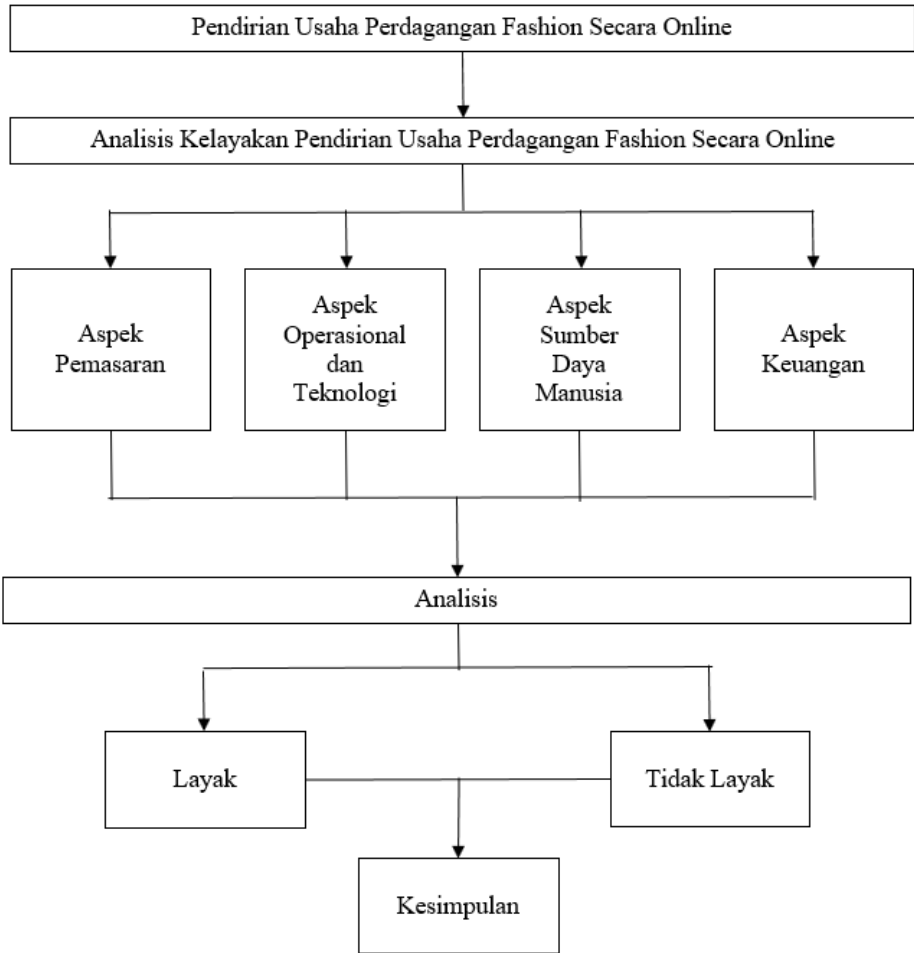 Pendirian Usaha Perdagangan Fashion Secara Online
Analisis Kelayakan Pendirian Usaha Perdagangan Fashion Secara Online
Aspek
Pemasaran
Aspek
Operasional
dan
Teknologi
Aspek
Sumber
Daya
Manusia
Aspek
Keuangan
Analisis
Layak
Tidak Layak
Kesimpulan